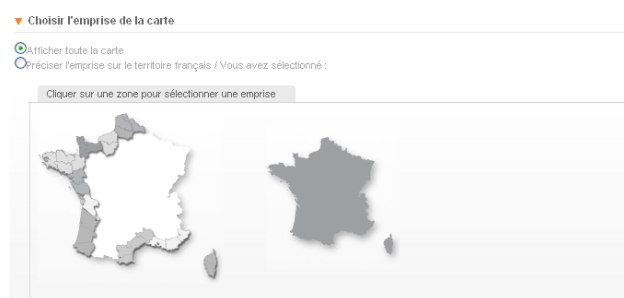 Choisir l'emprise de la carte
Afficher toute la carte
Préciser l'emprise sur le territoire français / Vous avez sélectionné :
Cliquer sur une zone pour sélectionner une emprise